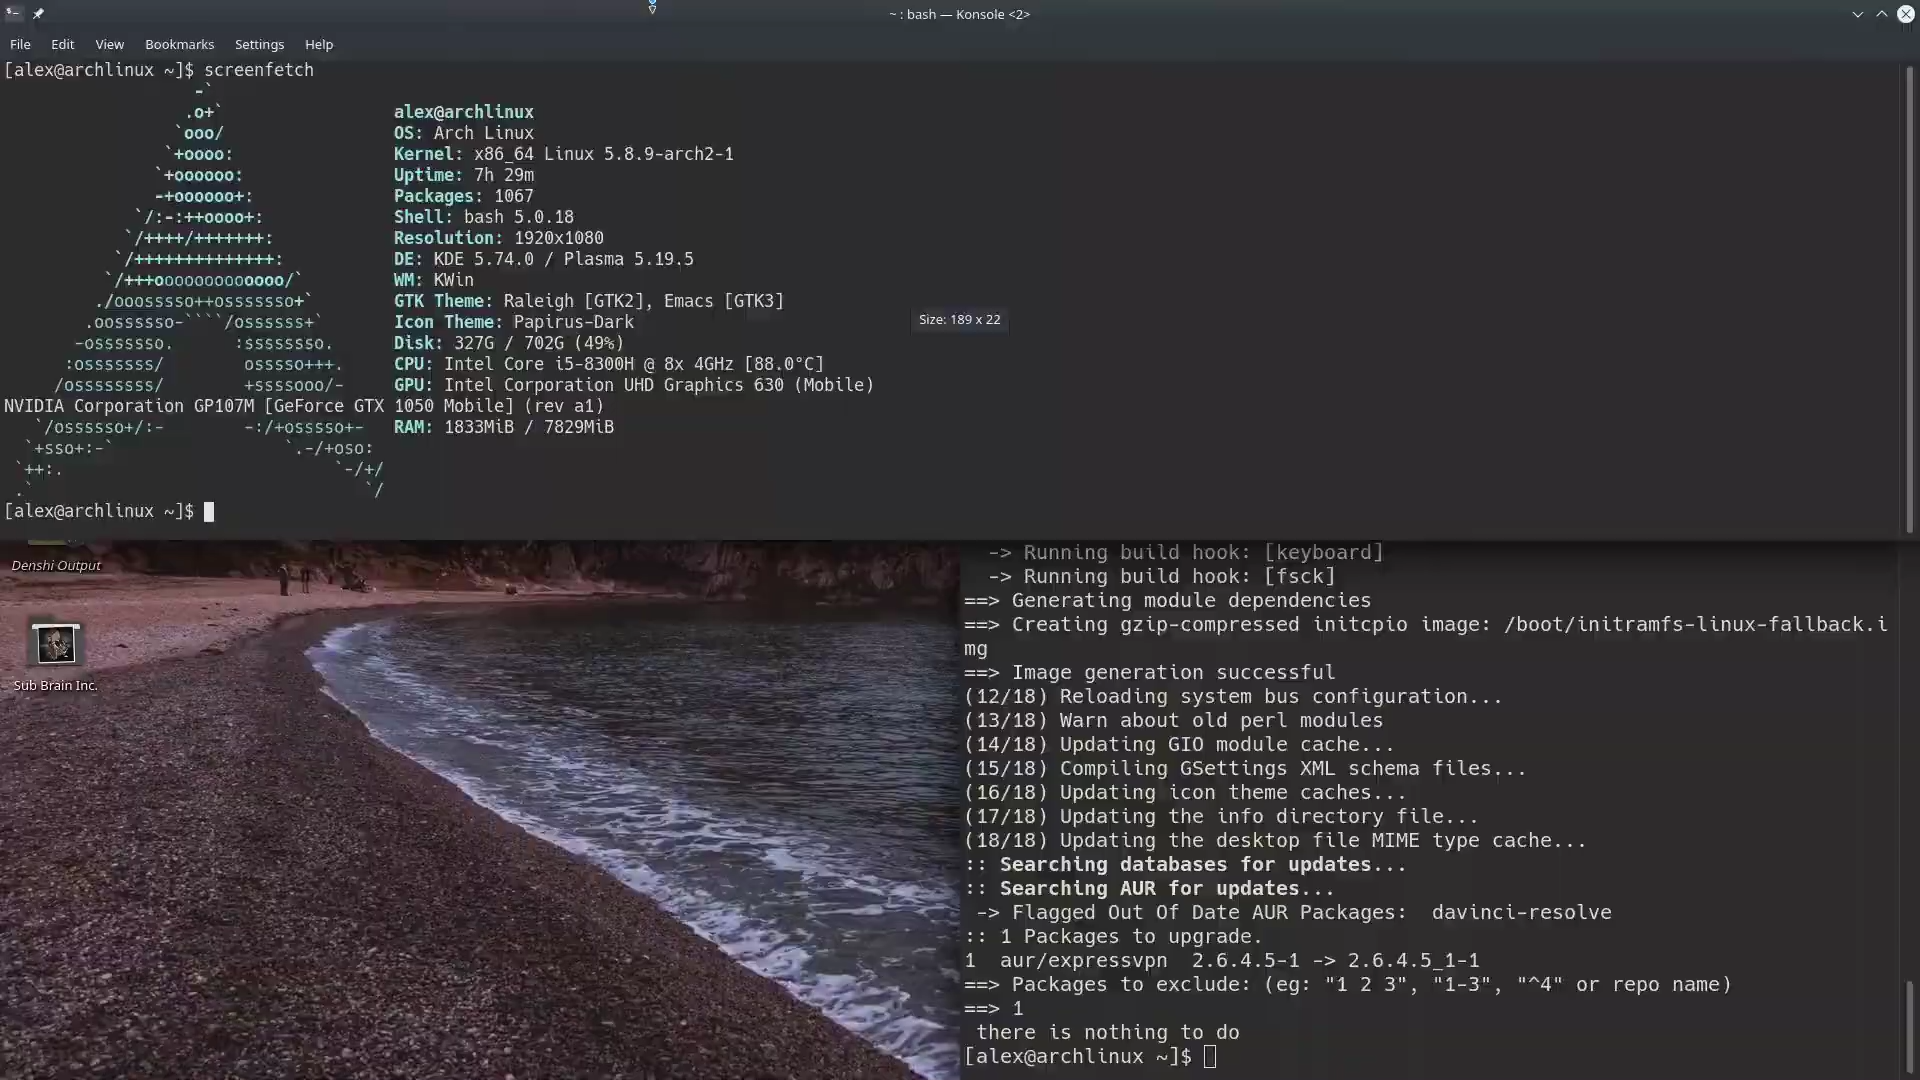 ~ : bash — Konsole <2>
File Edit View Bookmarks Settings Help
[alex@archlinux ~]$ screenfetch
-`
.o+` alex@archlinux
`ooo/ OS: Arch Linux
`+oooo: Kernel: x86_64 Linux 5.8.9-arch2-1
`+oooooo: Uptime: 7h 29m
-+oooooo+: Packages: 1067
`/:-:++oooo+: Shell: bash 5.0.18
`/++++/+++++++: Resolution: 1920x1080
`/++++++++++++++: DE: KDE 5.74.0 / Plasma 5.19.5
`/+++ooooooooooooo/` WM: KWin
./ooosssso++osssssso+` GTK Theme: Raleigh [GTK2], Emacs [GTK3]
.oossssso-````/ossssss+` Icon Theme: Papirus-Dark
-osssssso. :ssssssso. Disk: 327G / 702G (49%)
:osssssss/ osssso+++. CPU: Intel Core i5-8300H @ 8x 4GHz [88.0°C]
/ossssssss/ +ssssooo/- GPU: Intel Corporation UHD Graphics 630 (Mobile)
NVIDIA Corporation GP107M [GeForce GTX 1050 Mobile] (rev a1)
`/ossssso+/:- -:/+osssso+- RAM: 1833MiB / 7829MiB
`+sso+:-` `.-/+oso:
`++:. `-/+/
.` `/
[alex@archlinux ~]$
Size: 189 x 22
Denshi Output
Sub Brain Inc.
-> Running build hook: [keyboard]
-> Running build hook: [fsck]
==> Generating module dependencies
==> Creating gzip-compressed initcpio image: /boot/initramfs-linux-fallback.i
mg
==> Image generation successful
(12/18) Reloading system bus configuration...
(13/18) Warn about old perl modules
(14/18) Updating GIO module cache...
(15/18) Compiling GSettings XML schema files...
(16/18) Updating icon theme caches...
(17/18) Updating the info directory file...
(18/18) Updating the desktop file MIME type cache...
:: Searching databases for updates...
:: Searching AUR for updates...
-> Flagged Out Of Date AUR Packages: davinci-resolve
:: 1 Packages to upgrade.
1 aur/expressvpn 2.6.4.5-1 -> 2.6.4.5_1-1
==> Packages to exclude: (eg: "1 2 3", "1-3", "^4" or repo name)
==> 1
there is nothing to do
[alex@archlinux ~]$